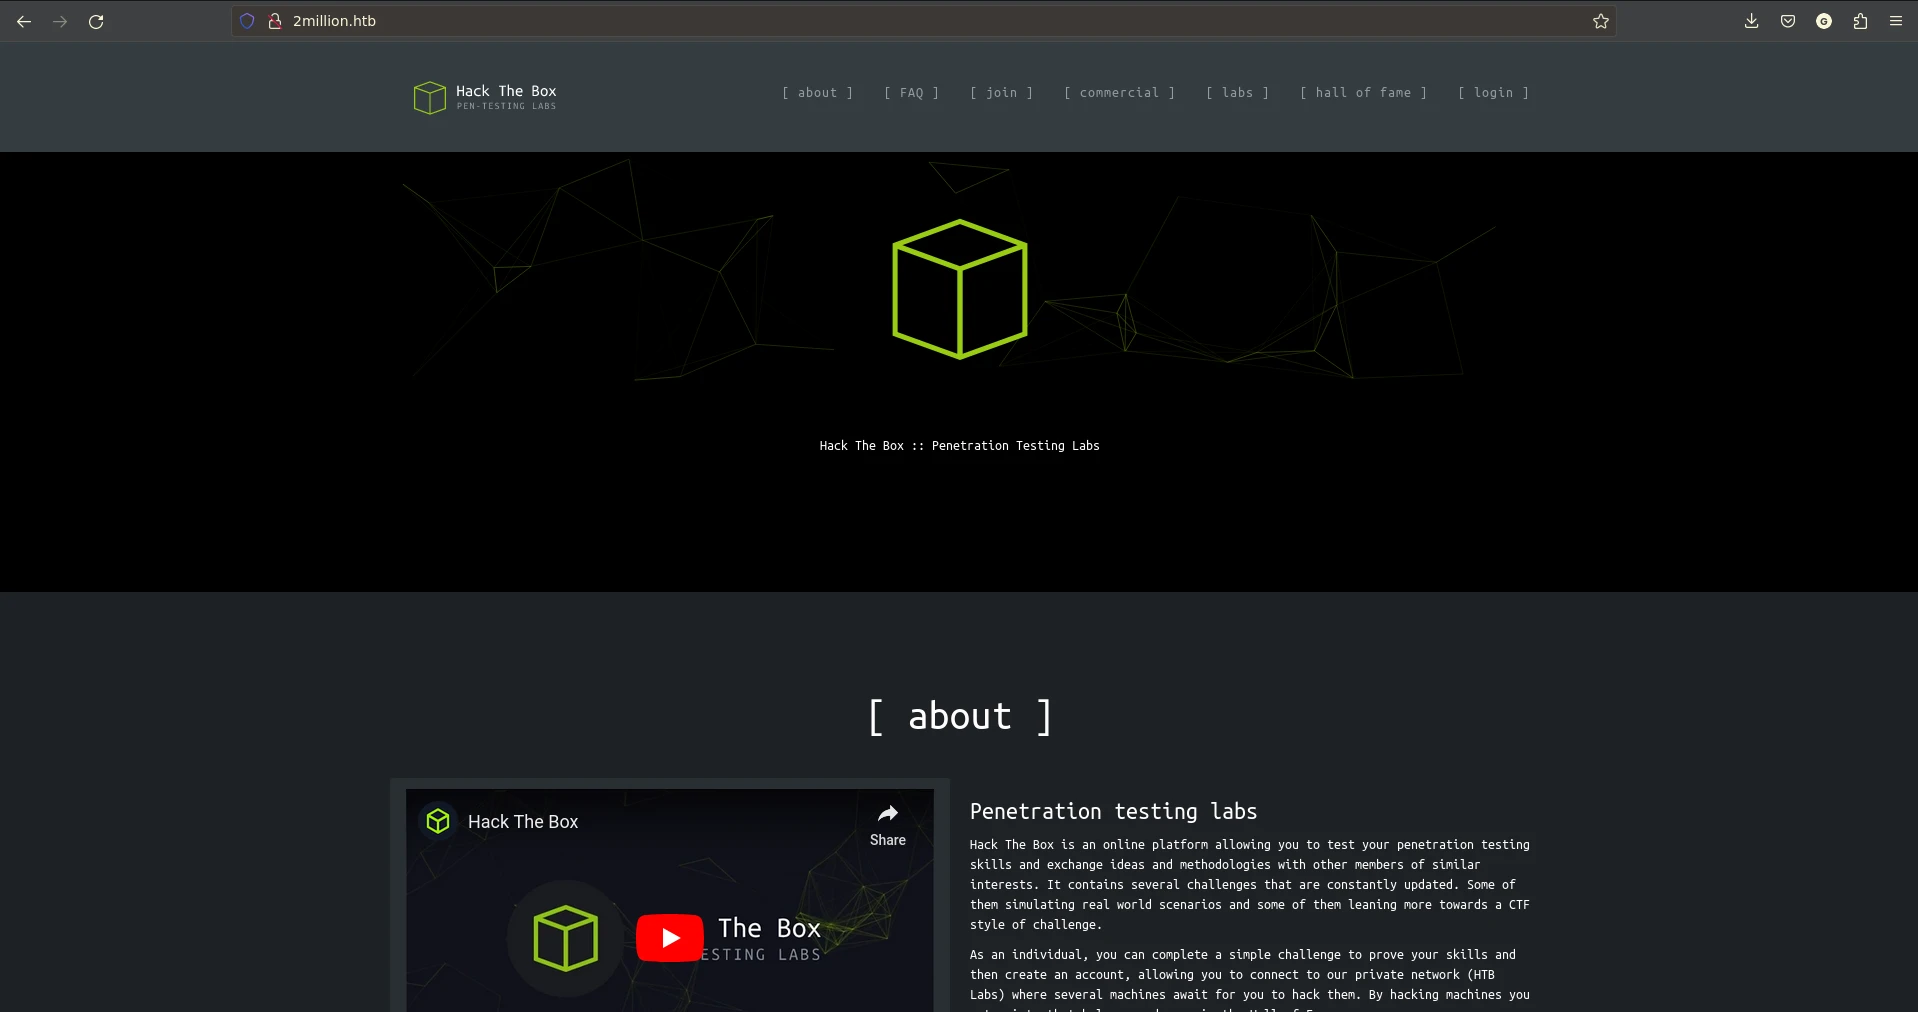 2million.htb
G
Hack The Box
PEN-TESTING LABS
[ about ] [ FAQ ] [ join ] [ commercial ] [ labs ] [ hall of fame ] [ login ]
Hack The Box :: Penetration Testing Labs
[ about ]
Hack The Box
Share
The Box
ESTING LABS
Penetration testing labs
Hack The Box is an online platform allowing you to test your penetration testing
skills and exchange ideas and methodologies with other members of similar
interests. It contains several challenges that are constantly updated. Some of
them simulating real world scenarios and some of them leaning more towards a CTF
style of challenge.
As an individual, you can complete a simple challenge to prove your skills and
then create an account, allowing you to connect to our private network (HTB
Labs) where several machines await for you to hack them. By hacking machines you